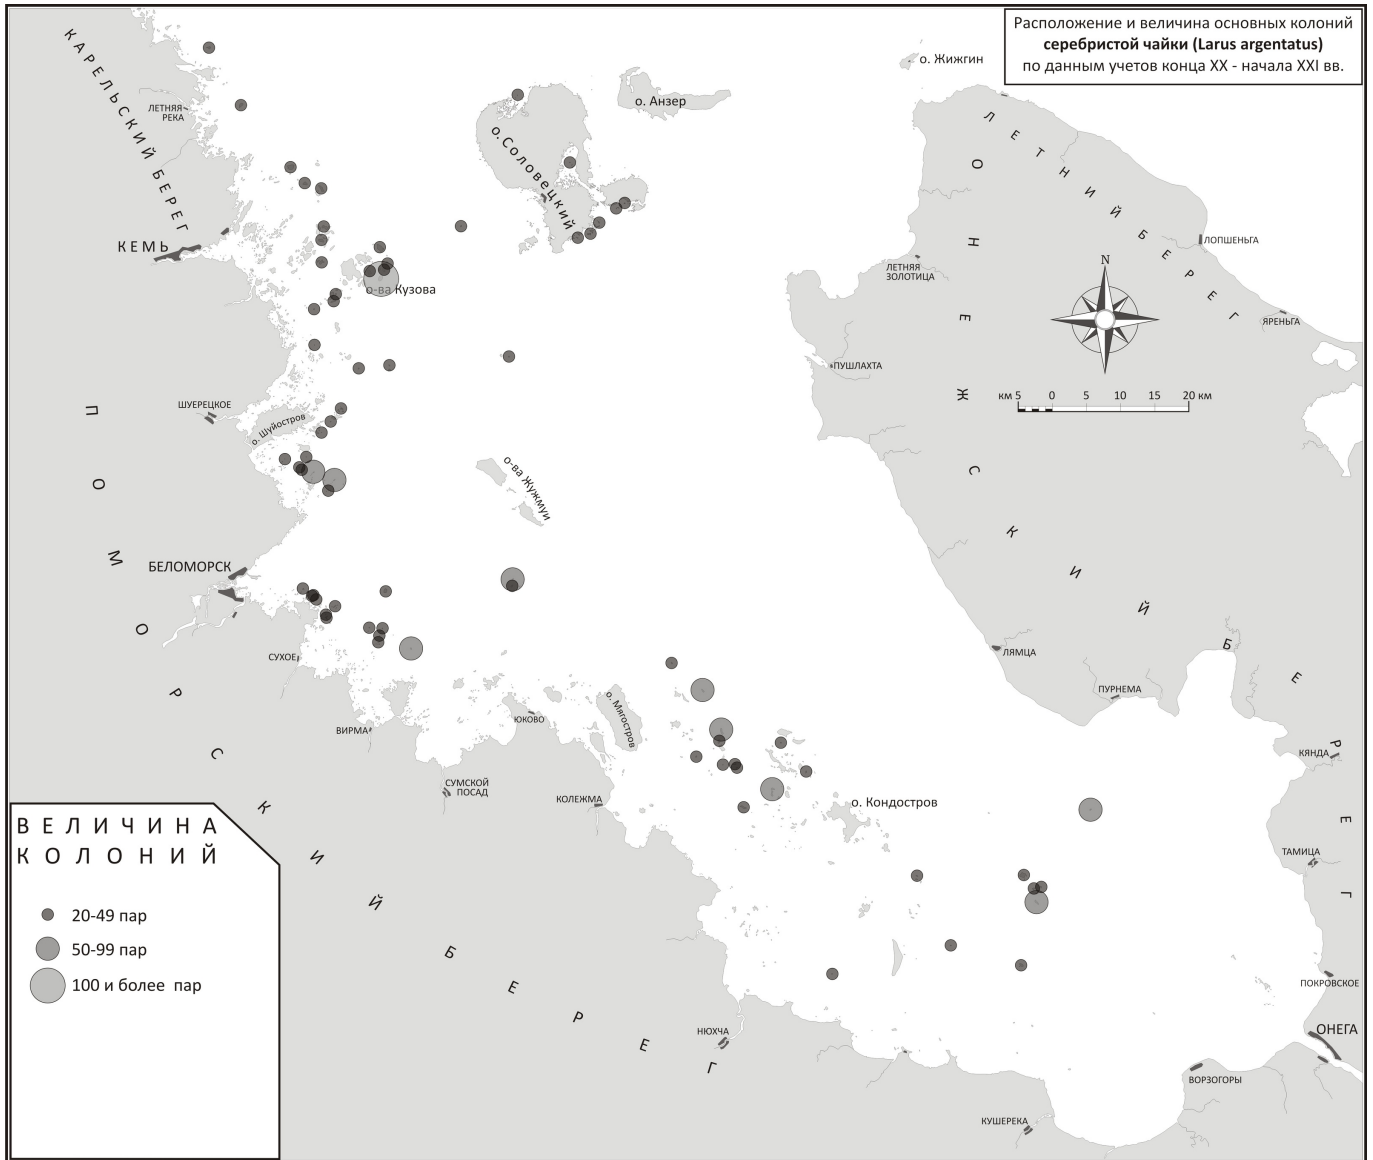 Расположение и величина основных колоний
серебристой чайки (Larus argentatus)
по данным учетов конца XX - начала XXI вв.
КАРЕЛЬСКИЙ БЕРЕГ
ЛЕТНЯЯ
РЕКА
КЕМЬ
о. Соловецкий
о. Анзер
о. Жижгин
о-ва Кузова
ЛЕТНИЙ БЕРЕГ
ОНЕЖСКИЙ БЕРЕГ
ЛОПШЕНЬГА
ЛЕТНЯЯ
ЗОЛОТИЦА
ЯРЕНЬГА
ПУШЛАХТА
N
км 5 0 5 10 15 20 км
ШУЕРЕЦКОЕ
о. Шуйостров
о-ва Жужмуи
ПОМОРСКИЙ БЕРЕГ
БЕЛОМОРСК
СУХОЕ
ВИРМА
СУМСКОЙ
ПОСАД
ЮКОВО
о. Мягостров
КОЛЕЖМА
о. Кондостров
ЛЯМЦА
ПУРНЕМА
КЯНДА
ТАМИЦА
ПОКРОВСКОЕ
ОНЕГА
ВОРЗОГОРЫ
НЮХЧА
КУШЕРЕКА
ВЕЛИЧИНА
КОЛОНИЙ
20-49 пар
50-99 пар
100 и более пар